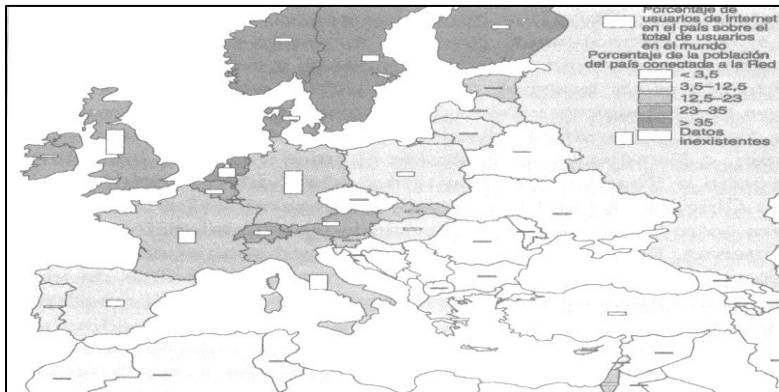 Porcentaje de
usuarios de Internet
en el país sobre el
total de usuarios
en el mundo
Porcentaje de la población
del país conectada a la Red
< 3,5
3,5–12,5
12,5–23
23–35
> 35
Datos
inexistentes